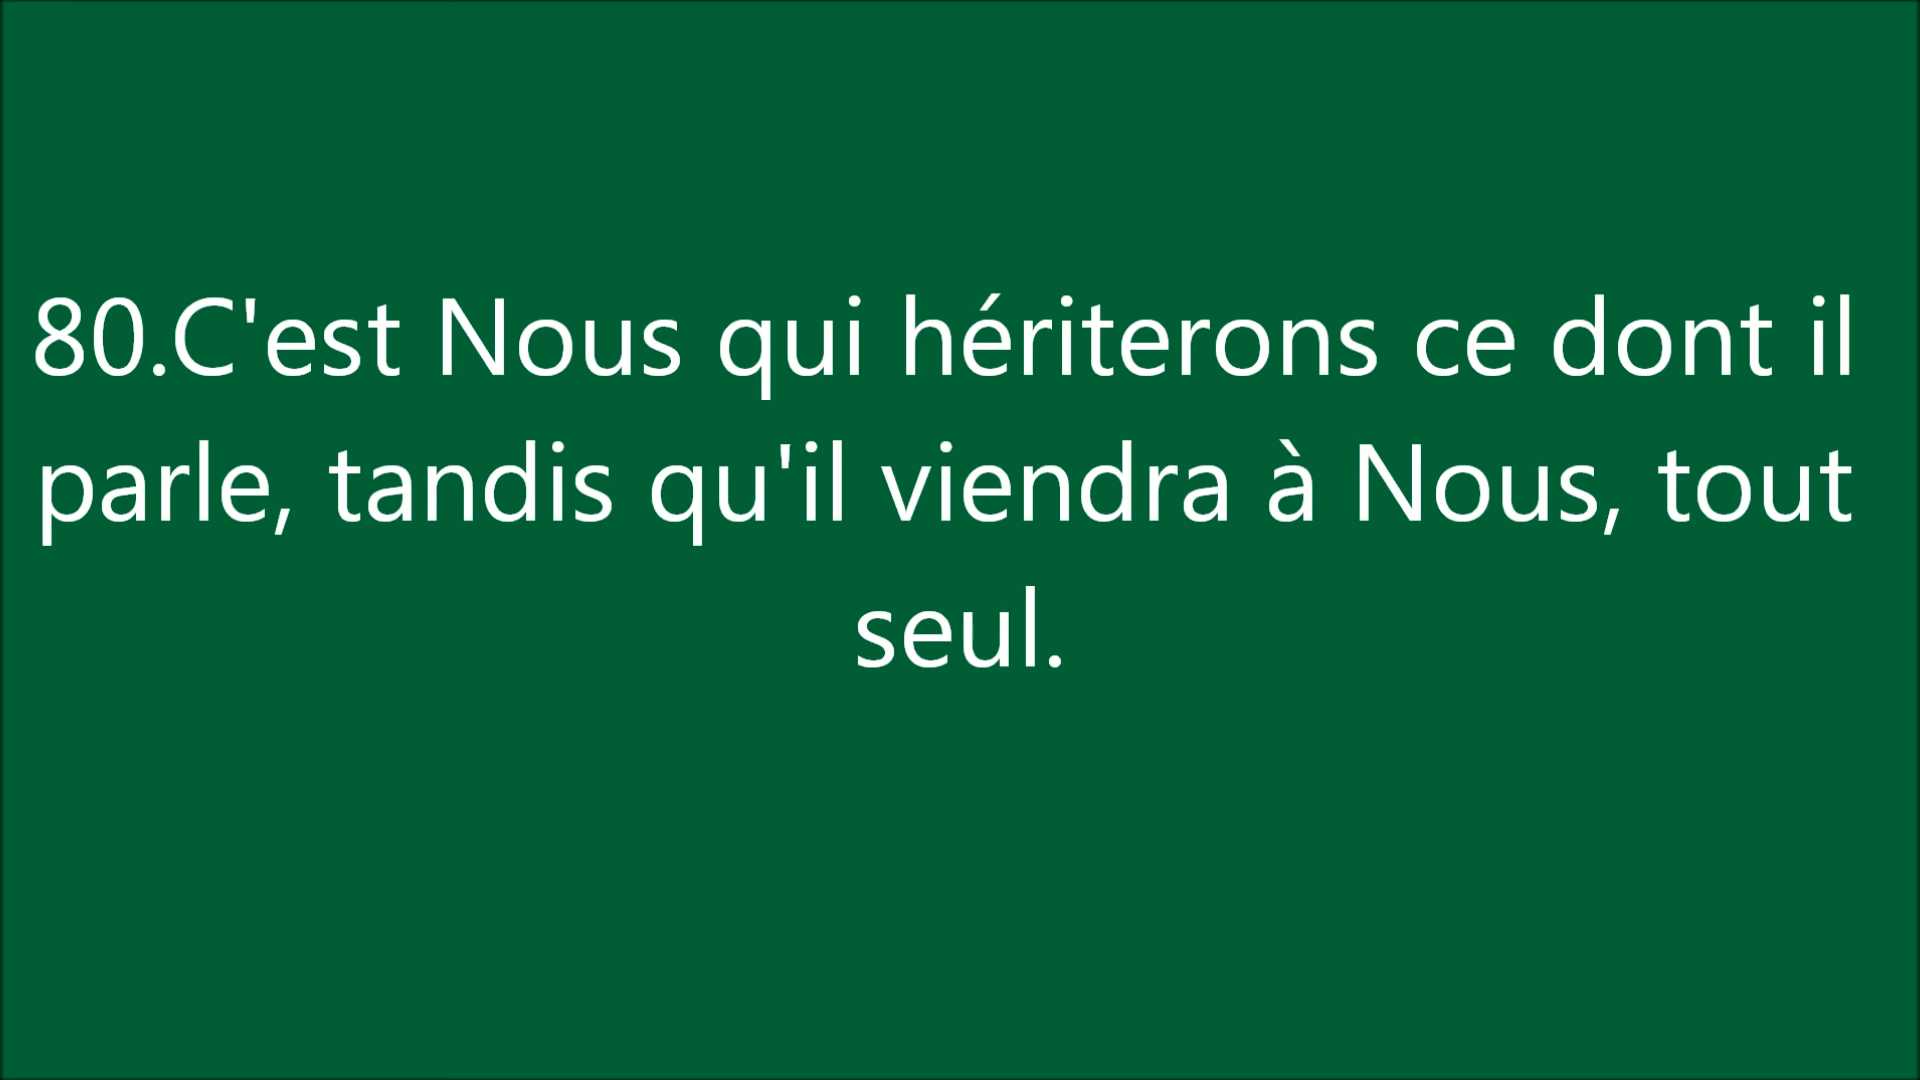 80.C'est Nous qui hériterons ce dont il
parle, tandis qu'il viendra à Nous, tout
seul.